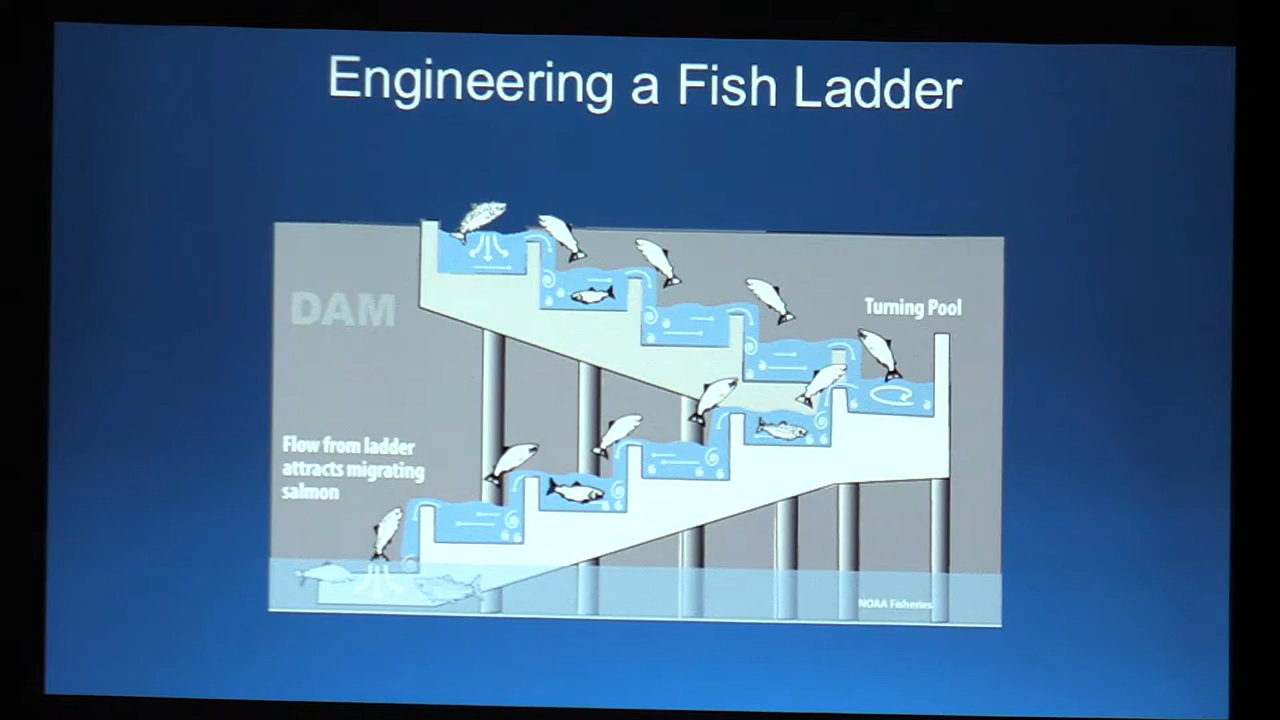 Engineering a Fish Ladder
DAM
Turning Pool
Flow from ladder
attracts migrating
salmon
NOAA Fisheries